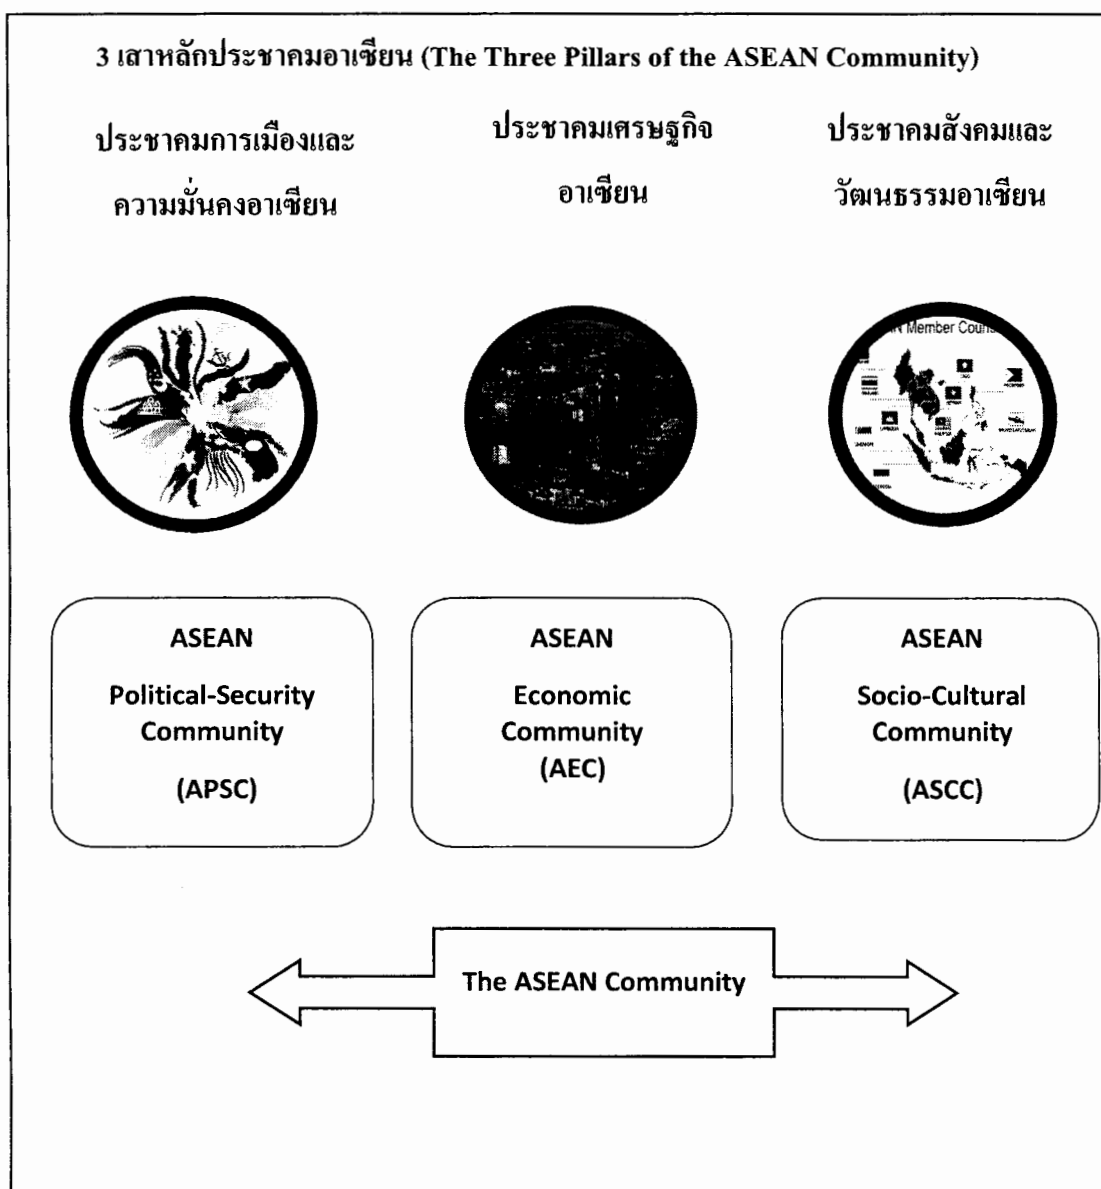 3 เสาหลักประชาคมอาเซียน (The Three Pillars of the ASEAN Community)
ประชาคมการเมืองและ
ความมั่นคงอาเซียน
ประชาคมเศรษฐกิจ
อาเซียน
ประชาคมสังคมและ
วัฒนธรรมอาเซียน
Member
ASEAN
Political-Security
Community
(APSC)
ASEAN
Economic
Community
(AEC)
ASEAN
Socio-Cultural
Community
(ASCC)
The ASEAN Community